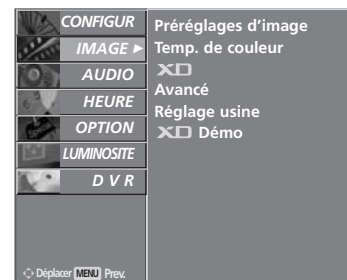 CONFIGUR
IMAGE ►
AUDIO
HEURE
OPTION
LUMINOSITE
D V R
Préréglages d’image
Temp. de couleur
XD
Avancé
Réglage usine
XD Démo
Déplacer MENU Prev.